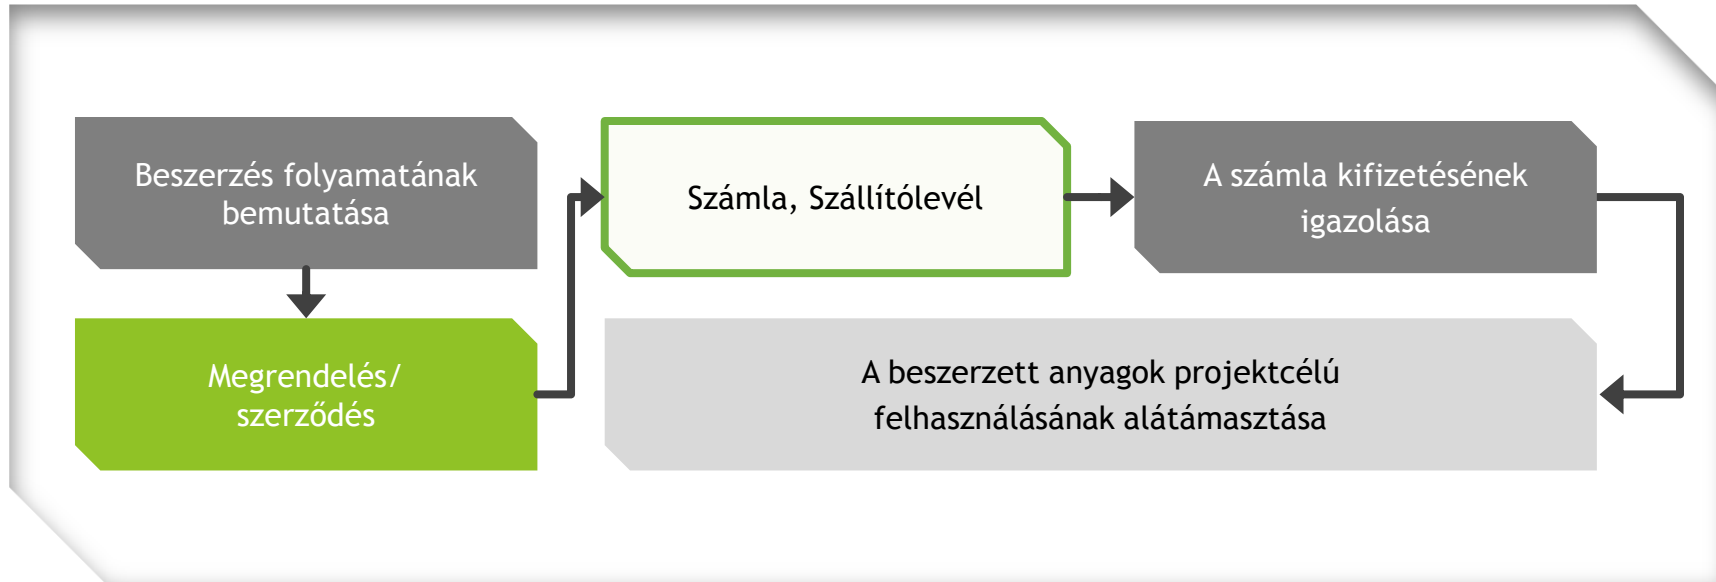 Beszerzés folyamatának
bemutatása
Megrendelés/
szerződés
Számla, Szállítólevél
A számla kifizetésének
igazolása
A beszerzett anyagok projektcélú
felhasználásának alátámasztása